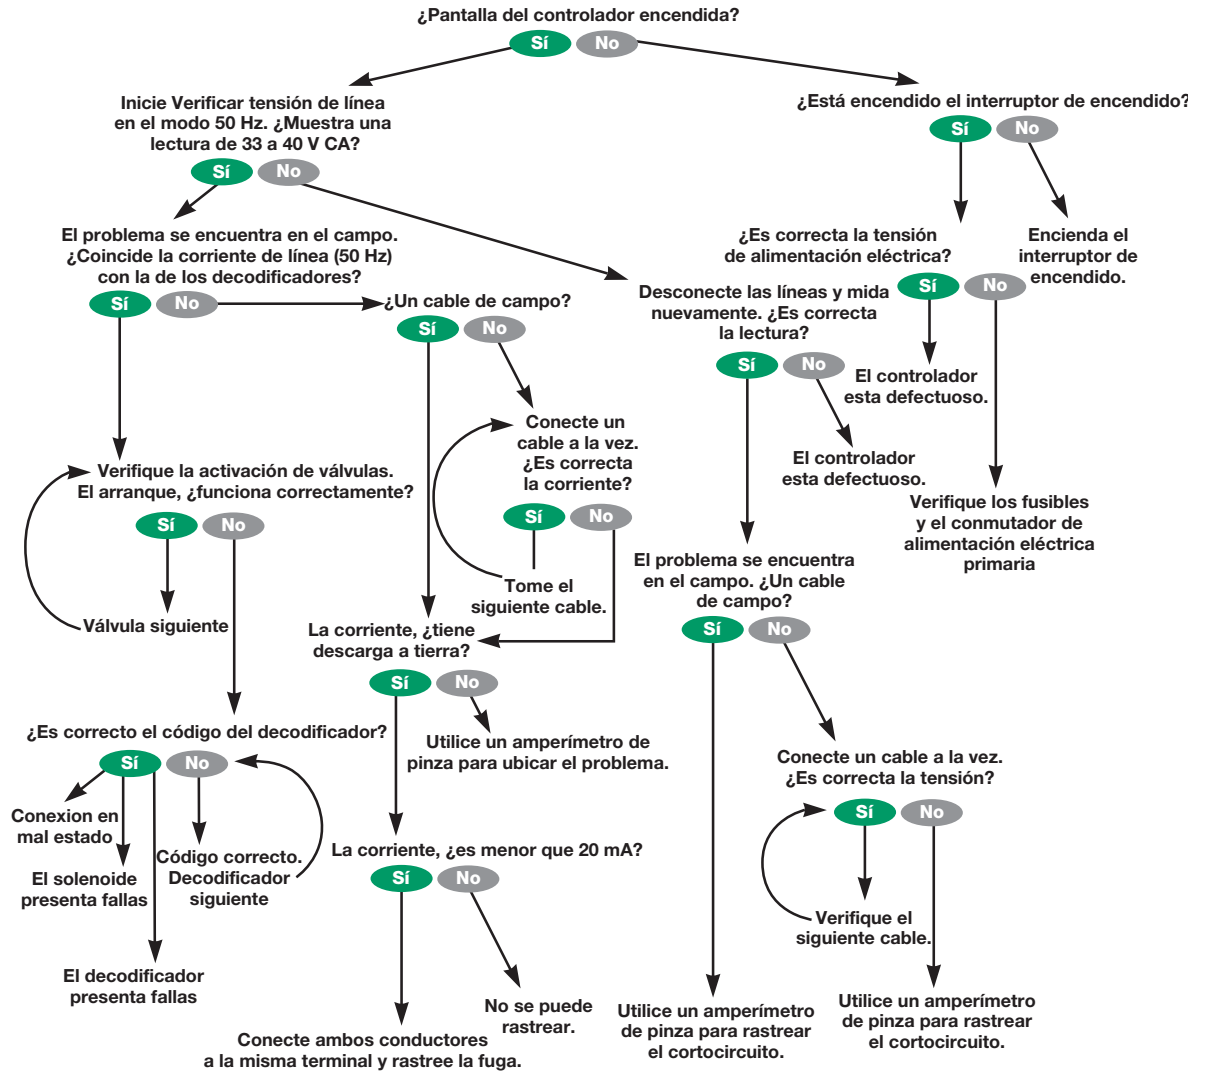 ¿Pantalla del controlador encendida?
Sí
No
Inicie Verificar tensión de línea
en el modo 50 Hz. ¿Muestra una
lectura de 33 a 40 V CA?
Sí
No
¿Está encendido el interruptor de encendido?
Sí
No
El problema se encuentra en el campo.
¿Coincide la corriente de línea (50 Hz)
con la de los decodificadores?
Sí
No
¿Es correcta la tensión
de alimentación eléctrica?
Sí
No
Encienda el
interruptor de
encendido.
¿Un cable de campo?
Sí
No
Desconecte las líneas y mida
nuevamente. ¿Es correcta
la lectura?
Sí
No
El controlador
esta defectuoso.
Conecte un
cable a la vez.
¿Es correcta
la corriente?
Sí
No
El controlador
esta defectuoso.
Verifique los fusibles
y el conmutador de
alimentación eléctrica
primaria
Verifique la activación de válvulas.
El arranque, ¿funciona correctamente?
Sí
No
Tome el
siguiente cable.
El problema se encuentra
en el campo. ¿Un cable
de campo?
Sí
No
Válvula siguiente
La corriente, ¿tiene
descarga a tierra?
Sí
No
¿Es correcto el código del decodificador?
Sí
No
Utilice un amperímetro de
pinza para ubicar el problema.
Conecte un cable a la vez.
¿Es correcta la tensión?
Sí
No
Conexion en
mal estado
Código correcto.
Decodificador
siguiente
El solenoide
presenta fallas
La corriente, ¿es menor que 20 mA?
Sí
No
Verifique el
siguiente cable.
El decodificador
presenta fallas
No se puede
rastrear.
Conecte ambos conductores
a la misma terminal y rastree la fuga.
Utilice un amperímetro
de pinza para rastrear
el cortocircuito.
Utilice un amperímetro
de pinza para rastrear
el cortocircuito.